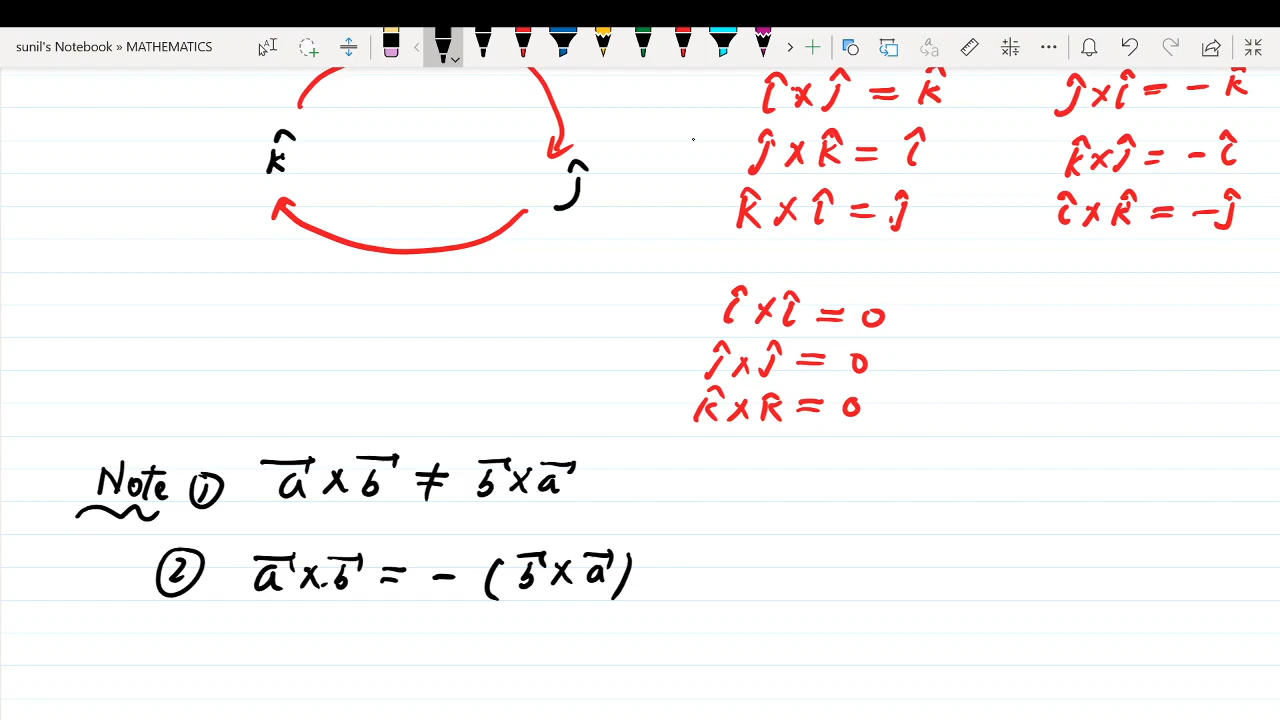 sunil's Notebook » MATHEMATICS
î × ĵ = k̂
ĵ × î = - k̂
k̂
ĵ × k̂ = î
k̂ × ĵ = - î
ĵ
k̂ × î = ĵ
î × k̂ = - ĵ
î × î = 0
ĵ × ĵ = 0
k̂ × k̂ = 0
Note ① a⃗ × b⃗ ≠ b⃗ × a⃗
② a⃗ × b⃗ = - ( b⃗ × a⃗ )